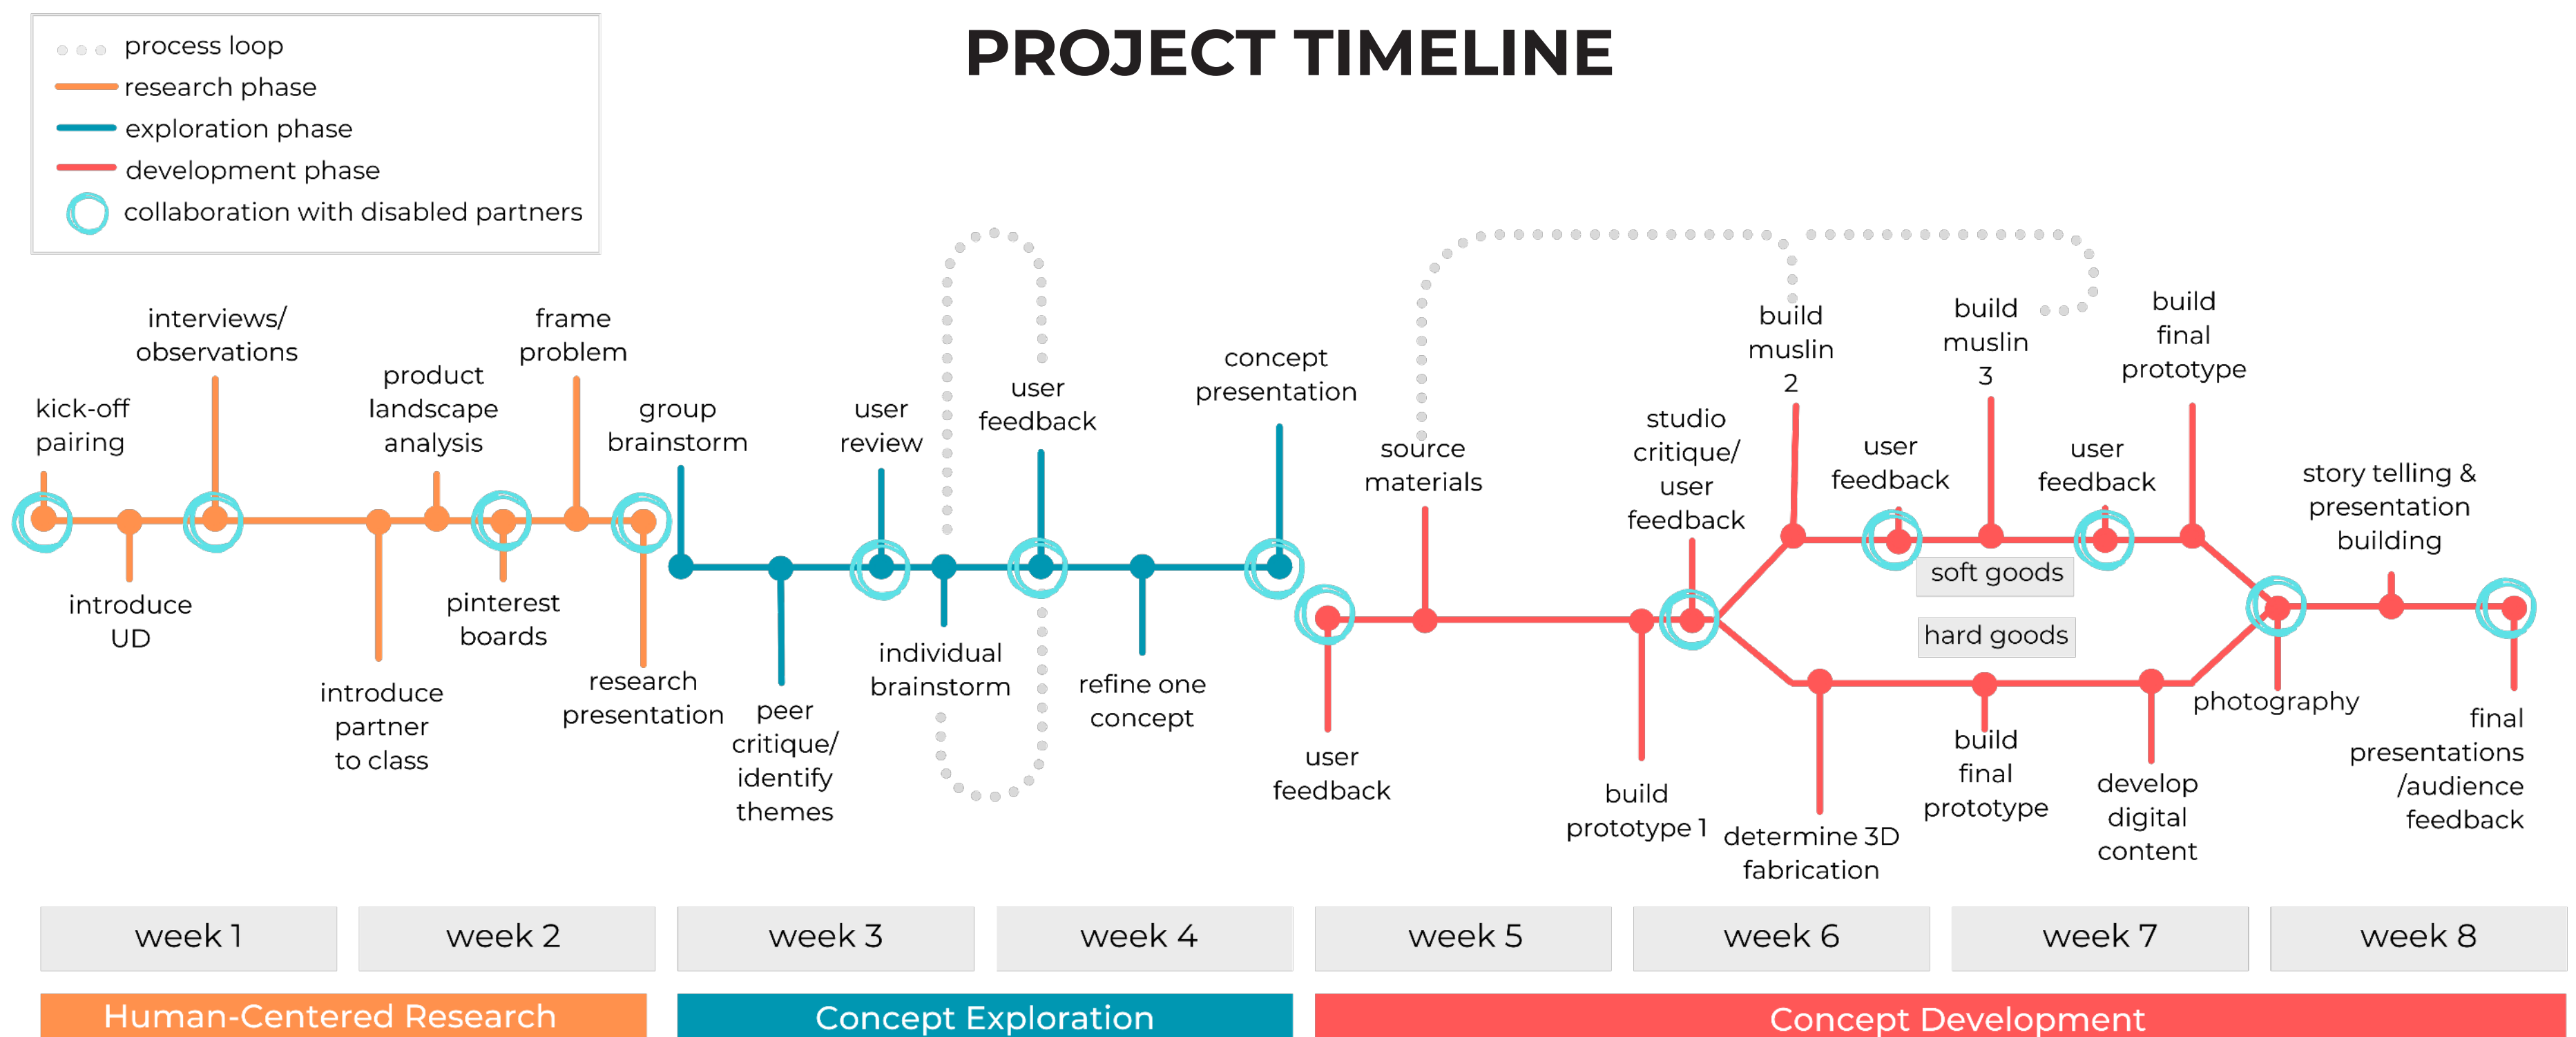 PROJECT TIMELINE
process loop
research phase
exploration phase
development phase
collaboration with disabled partners
kick-off
pairing
introduce
UD
interviews/
observations
introduce
partner
to class
product
landscape
analysis
pinterest
boards
frame
problem
research
presentation
group
brainstorm
peer
critique/
identify
themes
user
review
individual
brainstorm
user
feedback
refine one
concept
concept
presentation
user
feedback
source
materials
build
prototype 1
studio
critique/
user
feedback
build
muslin
2
user
feedback
build
muslin
3
user
feedback
build
final
prototype
soft goods
hard goods
determine 3D
fabrication
build
final
prototype
develop
digital
content
photography
story telling &
presentation
building
final
presentations
/audience
feedback
week 1
week 2
week 3
week 4
week 5
week 6
week 7
week 8
Human-Centered Research
Concept Exploration
Concept Development